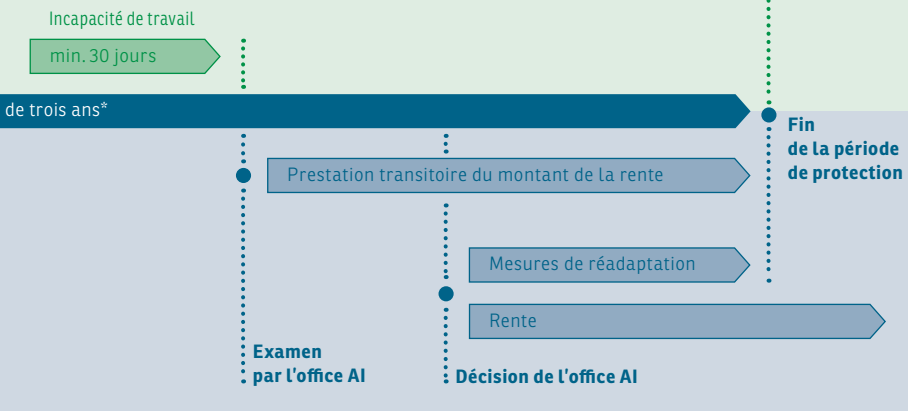 Incapacité de travail
min. 30 jours
de trois ans*
Fin
de la période
de protection
Prestation transitoire du montant de la rente
Mesures de réadaptation
Rente
Examen
par l'office AI
Décision de l'office AI